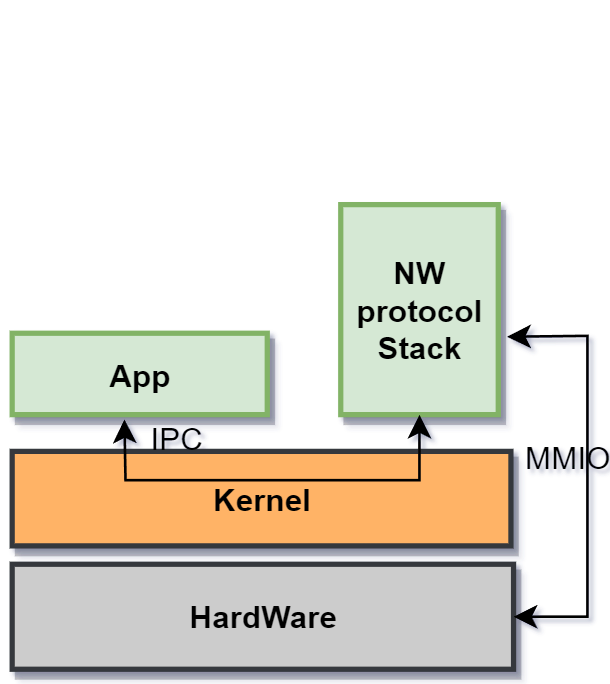 NW
protocol
Stack
App
IPC
MMIO
Kernel
HardWare